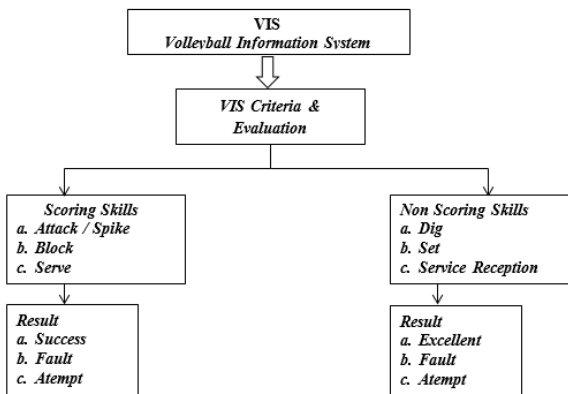 VIS
Volleyball Information System
VIS Criteria &
Evaluation
Scoring Skills
a. Attack / Spike
b. Block
c. Serve
Non Scoring Skills
a. Dig
b. Set
c. Service Reception
Result
a. Success
b. Fault
c. Atempt
Result
a. Excellent
b. Fault
c. Atempt